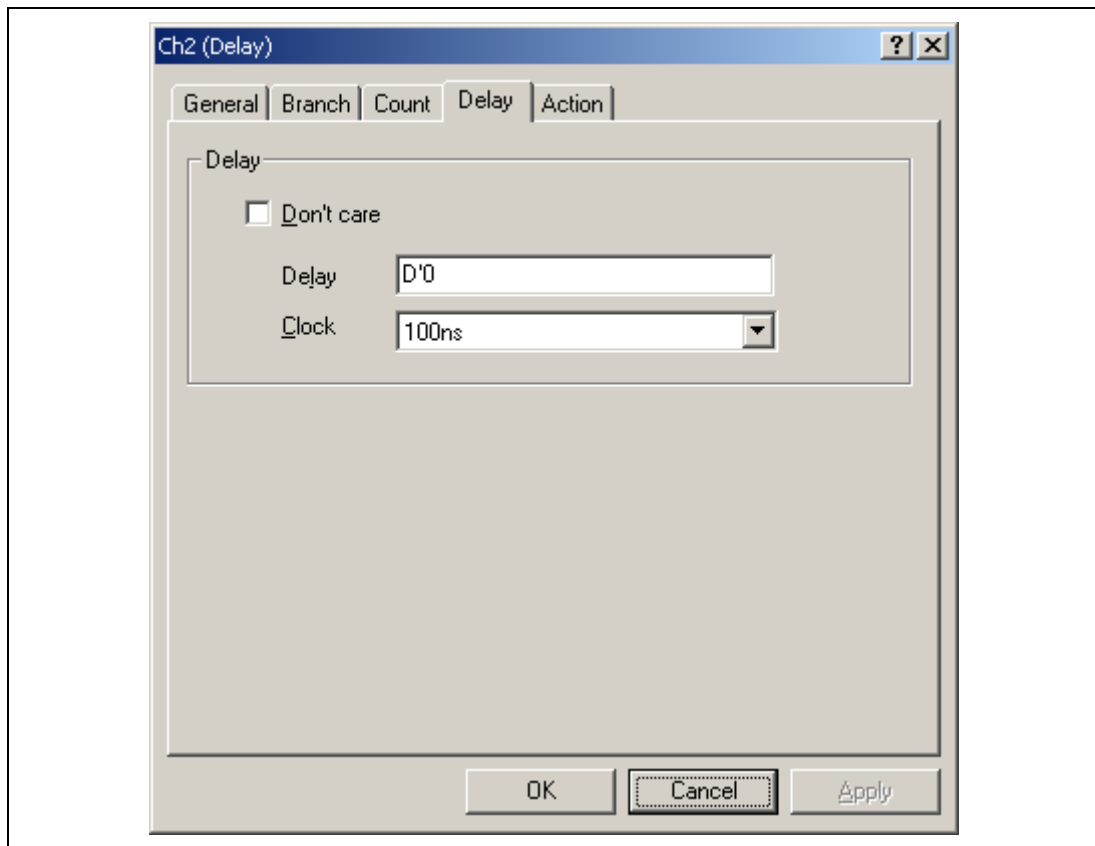 Ch2 (Delay)
General Branch Count Delay Action
Delay
Don't care
Delay D'0
Clock 100ns
OK Cancel Apply